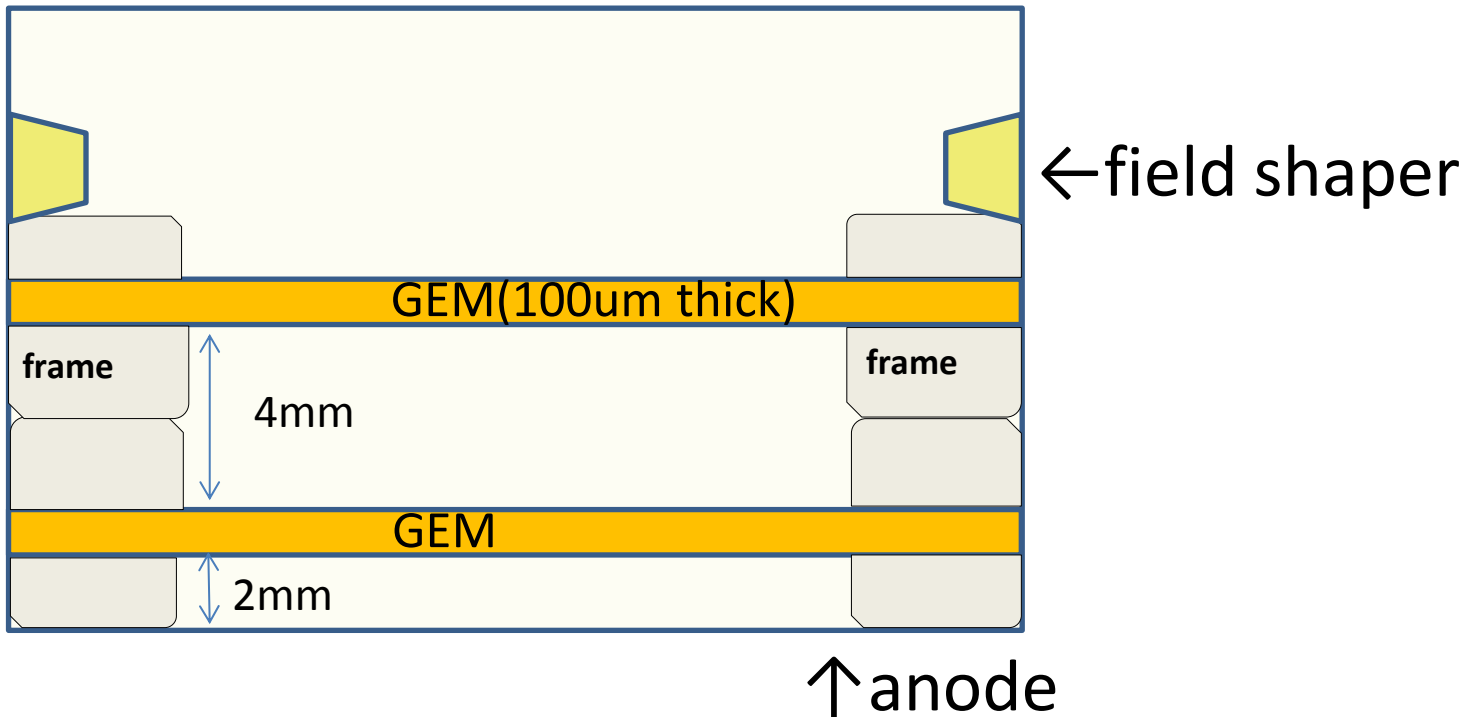 ←field shaper
GEM(100um thick)
frame
frame
4mm
GEM
2mm
↑anode